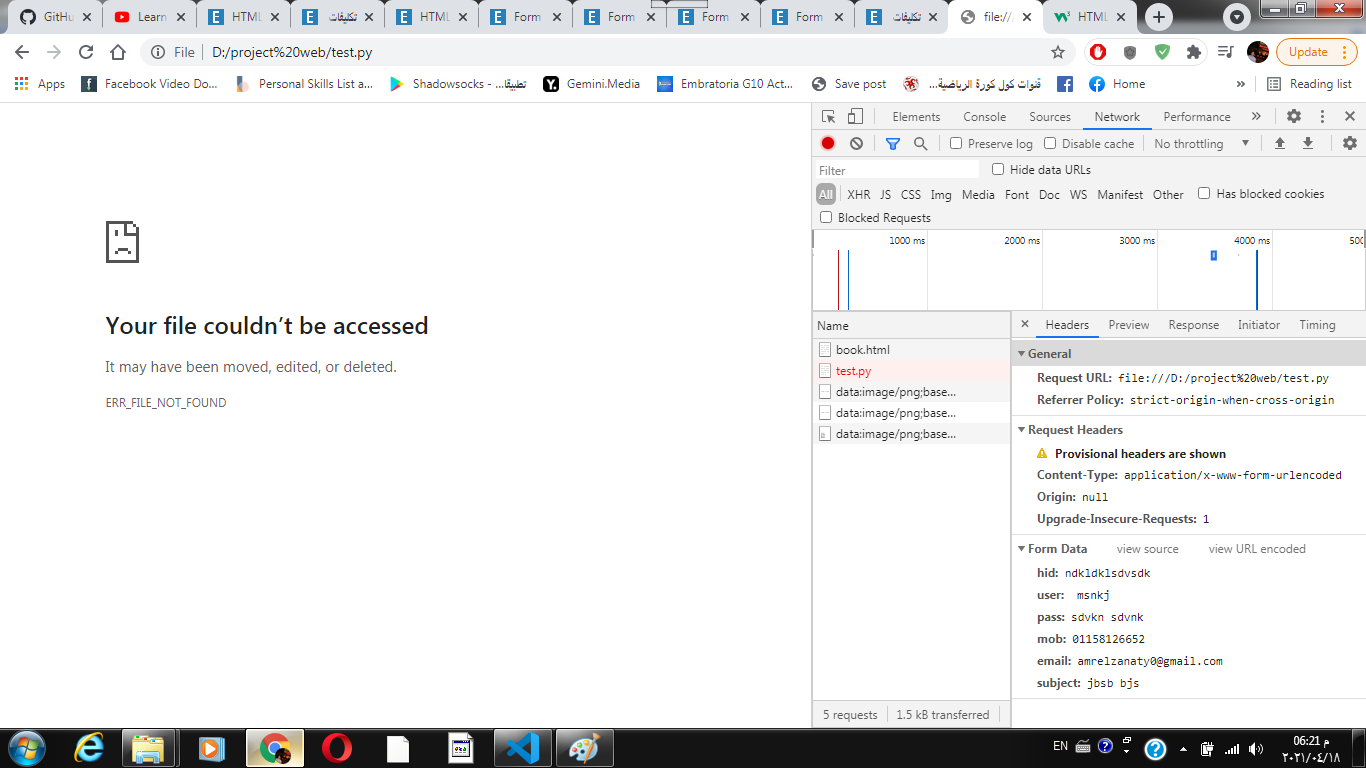 GitHu
Learn
HTML
تكليفات
HTML
Form
Form
Form
Form
تكليفات
file://
HTML
File
D:/project%20web/test.py
Update
Apps
Facebook Video Do...
Personal Skills List a...
Shadowsocks - تطبيقا...
Gemini.Media
Embratoria G10 Act...
Save post
قنوات كول كورة الرياضية...
Home
»
Reading list
Your file couldn't be accessed
It may have been moved, edited, or deleted.
ERR_FILE_NOT_FOUND
Elements
Console
Sources
Network
Performance
»
Preserve log
Disable cache
No throttling
Filter
Hide data URLs
All
XHR
JS
CSS
Img
Media
Font
Doc
WS
Manifest
Other
Has blocked cookies
Blocked Requests
1000 ms
2000 ms
3000 ms
4000 ms
500
Name
book.html
test.py
data:image/png;base...
data:image/png;base...
data:image/png;base...
5 requests
1.5 kB transferred
Headers
Preview
Response
Initiator
Timing
General
Request URL: file:///D:/project%20web/test.py
Referrer Policy: strict-origin-when-cross-origin
Request Headers
Provisional headers are shown
Content-Type: application/x-www-form-urlencoded
Origin: null
Upgrade-Insecure-Requests: 1
Form Data
view source
view URL encoded
hid: ndkldklsdvsdk
user: msnkj
pass: sdvkn sdvnk
mob: 01158126652
email: amrelzanaty0@gmail.com
subject: jbsb bjs
EN
06:21 م
٢٠٢١/٠٤/١٨